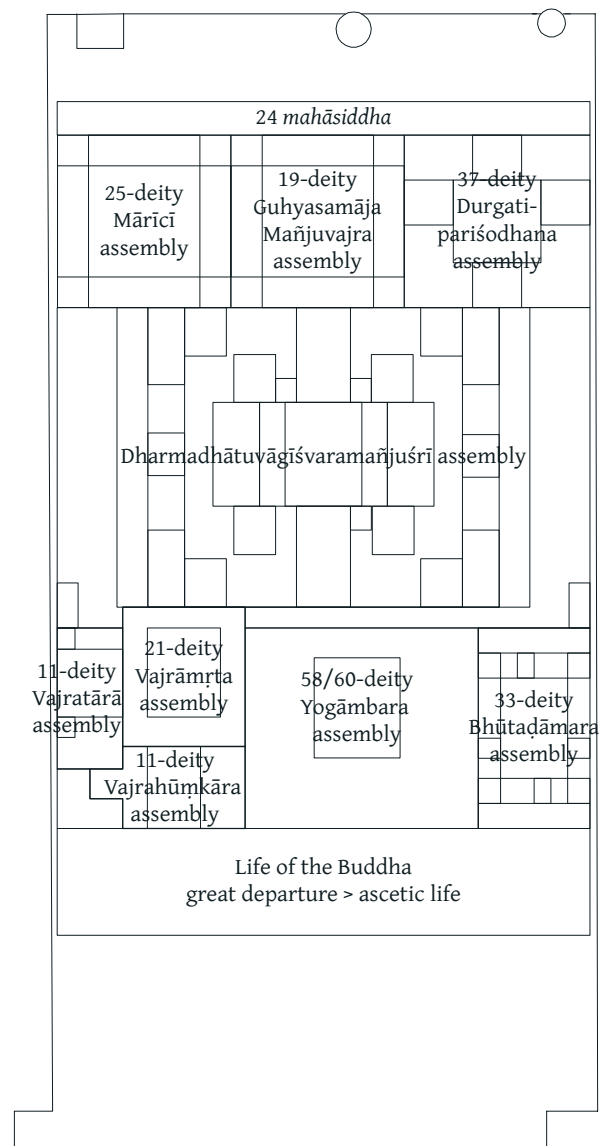 24 mahāsiddha
25-deity
Mārīcī
assembly
19-deity
Guhyasamāja
Mañjuvajra
assembly
37-deity
Durgati-
pariśodhana
assembly
Dharmadhātuvāgīśvaramañjuśrī assembly
11-deity
Vajratārā
assembly
21-deity
Vajrāmṛta
assembly
58/60-deity
Yogāmbara
assembly
33-deity
Bhūtaḍāmara
assembly
11-deity
Vajrahūṃkāra
assembly
Life of the Buddha
great departure > ascetic life